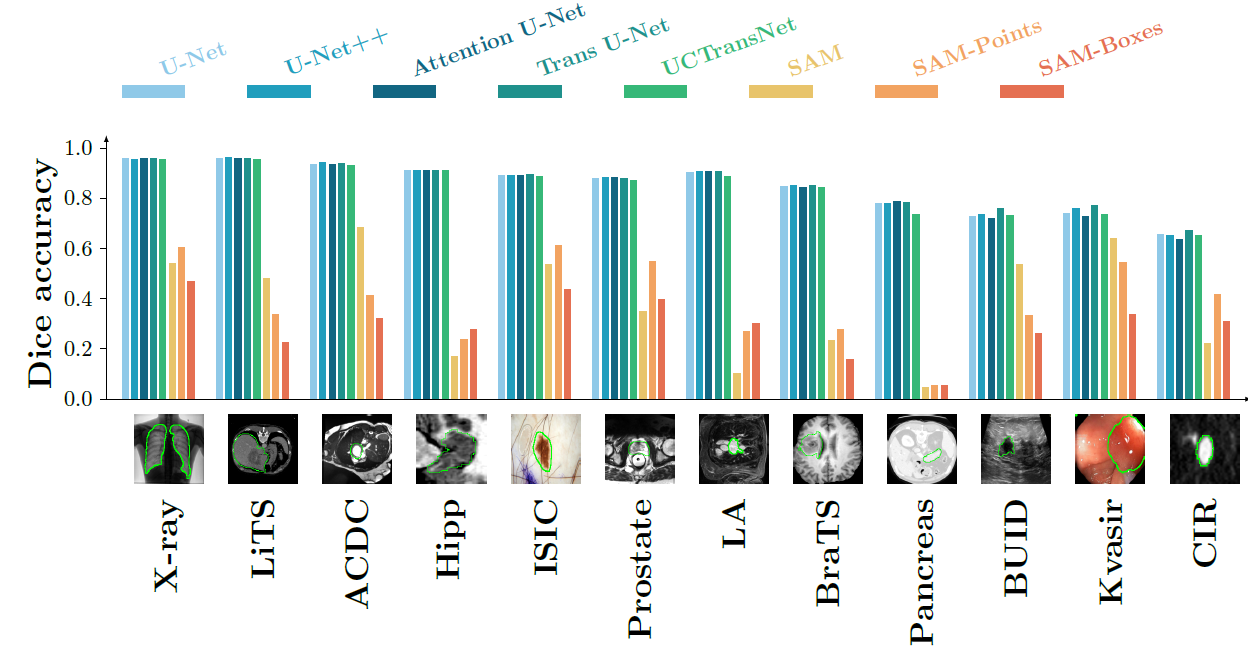 U-Net
U-Net++
Attention U-Net
Trans U-Net
UCTransNet
SAM
SAM-Points
SAM-Boxes
Dice accuracy
1.0
0.8
0.6
0.4
0.2
0.0
X-ray
LiTS
ACDC
Hipp
ISIC
Prostate
LA
BraTS
Pancreas
BUID
Kvasir
CIR